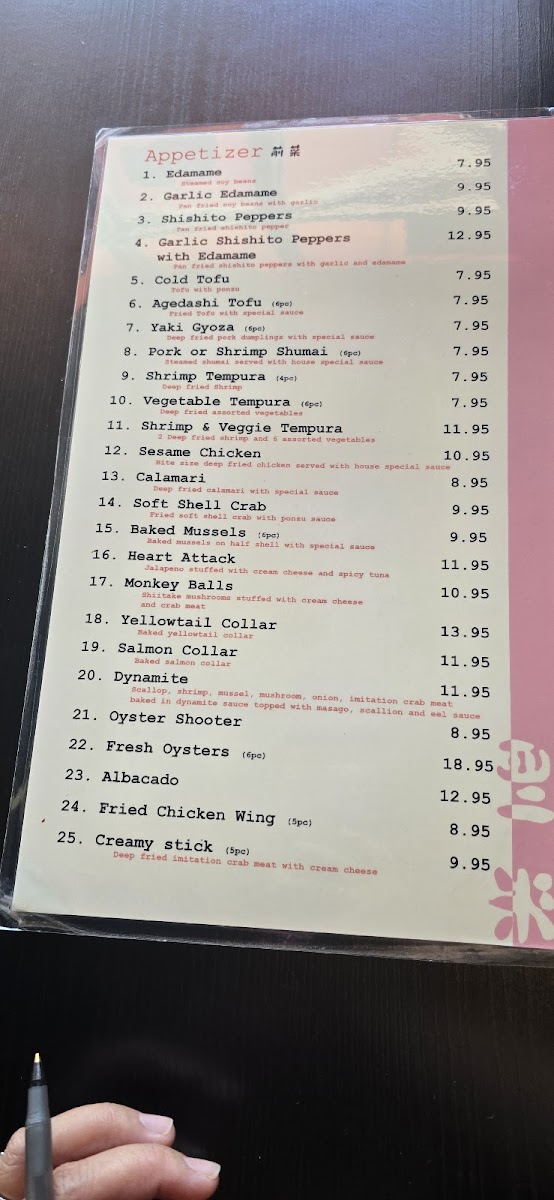 Appetizer 前菜
1. Edamame 7.95
Steamed soy beans
2. Garlic Edamame 9.95
Pan fried soy beans with garlic
3. Shishito Peppers 9.95
Pan fried shishito pepper
4. Garlic Shishito Peppers 12.95
with Edamame
Pan fried shishito peppers with garlic and edamame
5. Cold Tofu 7.95
Tofu with ponzu
6. Agedashi Tofu (6pc) 7.95
Fried Tofu with special sauce
7. Yaki Gyoza (6pc) 7.95
Deep fried pork dumplings with special sauce
8. Pork or Shrimp Shumai (6pc) 7.95
Steamed shumai served with house special sauce
9. Shrimp Tempura (4pc) 7.95
Deep fried Shrimp
10. Vegetable Tempura (6pc) 7.95
Deep fried assorted vegetables
11. Shrimp & Veggie Tempura 11.95
2 Deep fried shrimp and 6 assorted vegetables
12. Sesame Chicken 10.95
Bite size deep fried chicken served with house special sauce
13. Calamari 8.95
Deep fried calamari with special sauce
14. Soft Shell Crab 9.95
Fried soft shell crab with ponzu sauce
15. Baked Mussels (6pc) 9.95
Baked mussels on half shell with special sauce
16. Heart Attack 11.95
Jalapeno stuffed with cream cheese and spicy tuna
17. Monkey Balls 10.95
Shiitake mushrooms stuffed with cream cheese
and crab meat
18. Yellowtail Collar 13.95
Baked yellowtail collar
19. Salmon Collar 11.95
Baked salmon collar
20. Dynamite 11.95
Scallop, shrimp, mussel, mushroom, onion, imitation crab meat
baked in dynamite sauce topped with masago, scallion and eel sauce
21. Oyster Shooter 8.95
22. Fresh Oysters (6pc) 18.95
23. Albacado 12.95
24. Fried Chicken Wing (5pc) 8.95
25. Creamy stick (5pc) 9.95
Deep fried imitation crab meat with cream cheese
前菜